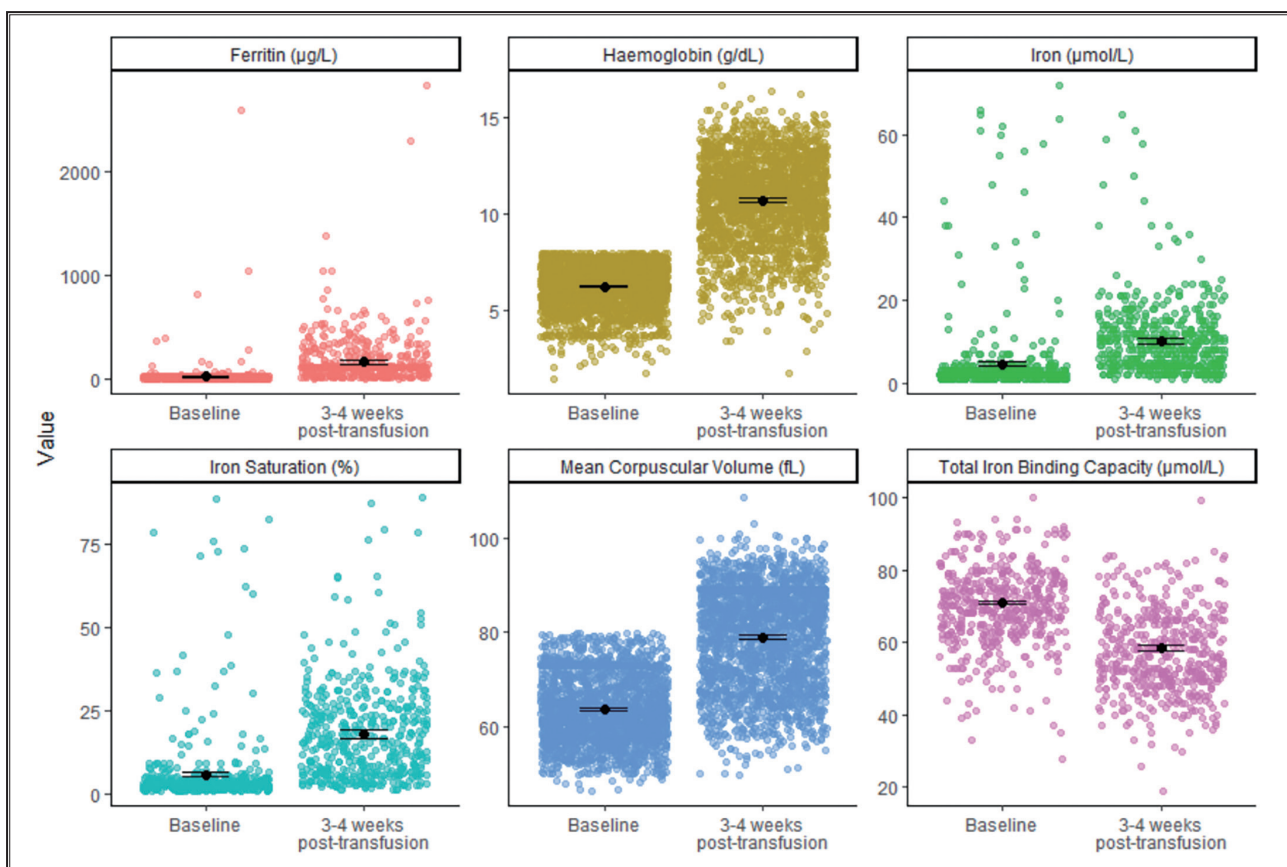 Ferritin (µg/L)
Haemoglobin (g/dL)
Iron (µmol/L)
2000
1000
0
15
10
5
60
40
20
0
Baseline
3-4 weeks
post-transfusion
Baseline
3-4 weeks
post-transfusion
Baseline
3-4 weeks
post-transfusion
Value
Iron Saturation (%)
Mean Corpuscular Volume (fL)
Total Iron Binding Capacity (µmol/L)
75
50
25
0
100
80
60
100
80
60
40
20
Baseline
3-4 weeks
post-transfusion
Baseline
3-4 weeks
post-transfusion
Baseline
3-4 weeks
post-transfusion